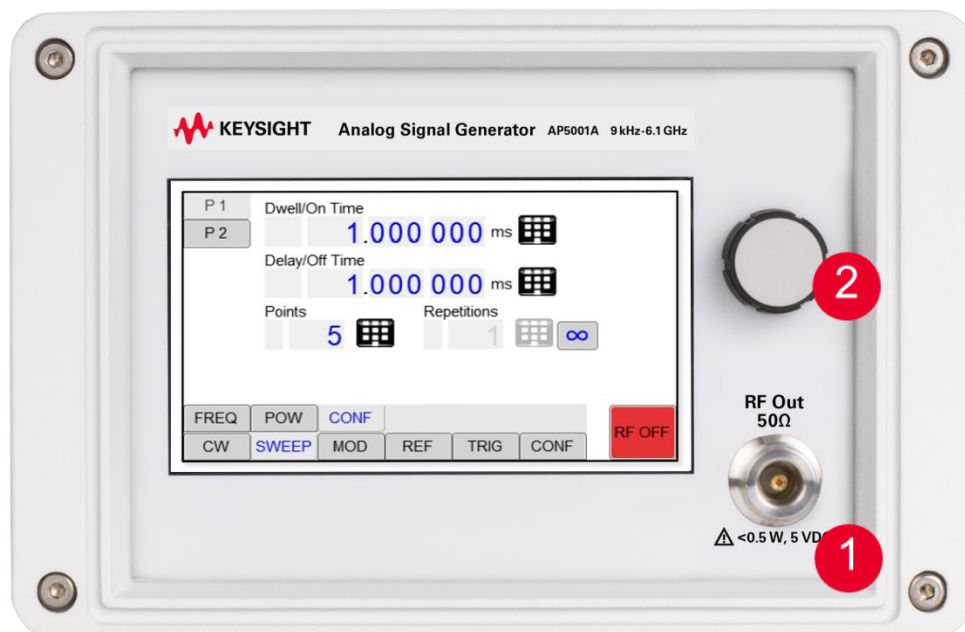 KEYSIGHT Analog Signal Generator AP5001A 9 kHz-6.1 GHz
P 1
Dwell/On Time
P 2
1.000 000 ms
Delay/Off Time
1.000 000 ms
Points Repetitions
5 1 ∞
FREQ POW CONF
CW SWEEP MOD REF TRIG CONF RF OFF
2
RF Out
50Ω
<0.5 W, 5
1